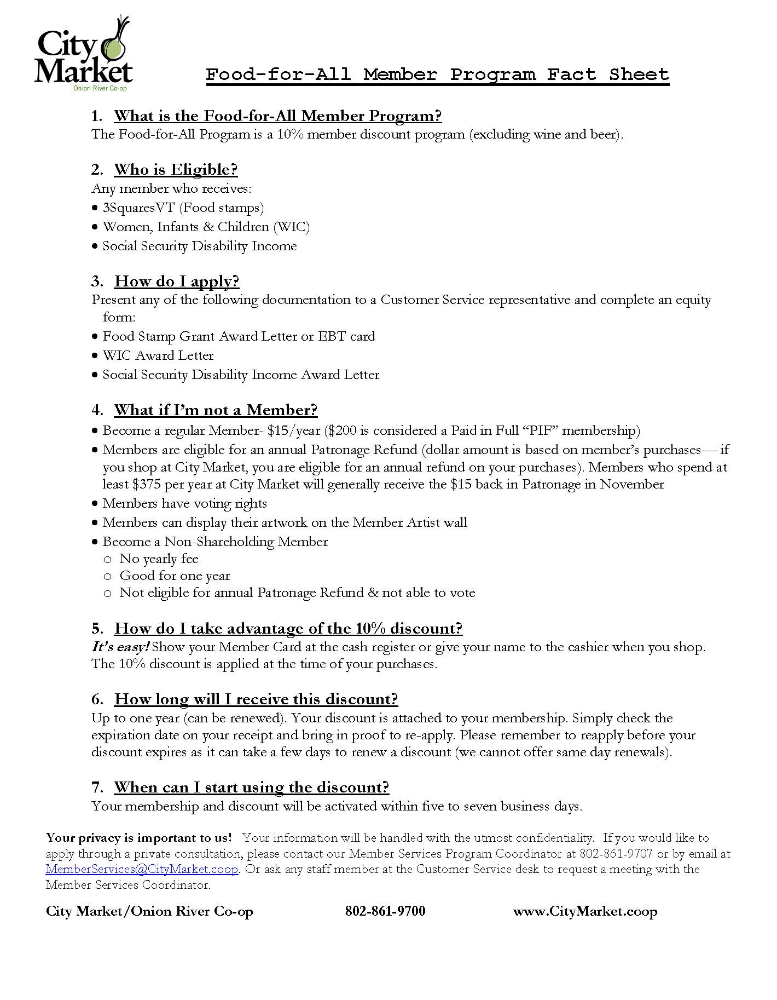 City
Market
Onion River Co-op
Food-for-All Member Program Fact Sheet
1. What is the Food-for-All Member Program?
The Food-for-All Program is a 10% member discount program (excluding wine and beer).
2. Who is Eligible?
Any member who receives:
• 3SquaresVT (Food stamps)
• Women, Infants & Children (WIC)
• Social Security Disability Income
3. How do I apply?
Present any of the following documentation to a Customer Service representative and complete an equity
form:
• Food Stamp Grant Award Letter or EBT card
• WIC Award Letter
• Social Security Disability Income Award Letter
4. What if I'm not a Member?
• Become a regular Member- $15/year ($200 is considered a Paid in Full “PIF” membership)
• Members are eligible for an annual Patronage Refund (dollar amount is based on member’s purchases— if
you shop at City Market, you are eligible for an annual refund on your purchases). Members who spend at
least $375 per year at City Market will generally receive the $15 back in Patronage in November
• Members have voting rights
• Members can display their artwork on the Member Artist wall
• Become a Non-Shareholding Member
o No yearly fee
o Good for one year
o Not eligible for annual Patronage Refund & not able to vote
5. How do I take advantage of the 10% discount?
It’s easy! Show your Member Card at the cash register or give your name to the cashier when you shop.
The 10% discount is applied at the time of your purchases.
6. How long will I receive this discount?
Up to one year (can be renewed). Your discount is attached to your membership. Simply check the
expiration date on your receipt and bring in proof to re-apply. Please remember to reapply before your
discount expires as it can take a few days to renew a discount (we cannot offer same day renewals).
7. When can I start using the discount?
Your membership and discount will be activated within five to seven business days.
Your privacy is important to us! Your information will be handled with the utmost confidentiality. If you would like to
apply through a private consultation, please contact our Member Services Program Coordinator at 802-861-9707 or by email at
MemberServices@CityMarket.coop. Or ask any staff member at the Customer Service desk to request a meeting with the
Member Services Coordinator.
City Market/Onion River Co-op 802-861-9700 www.CityMarket.coop